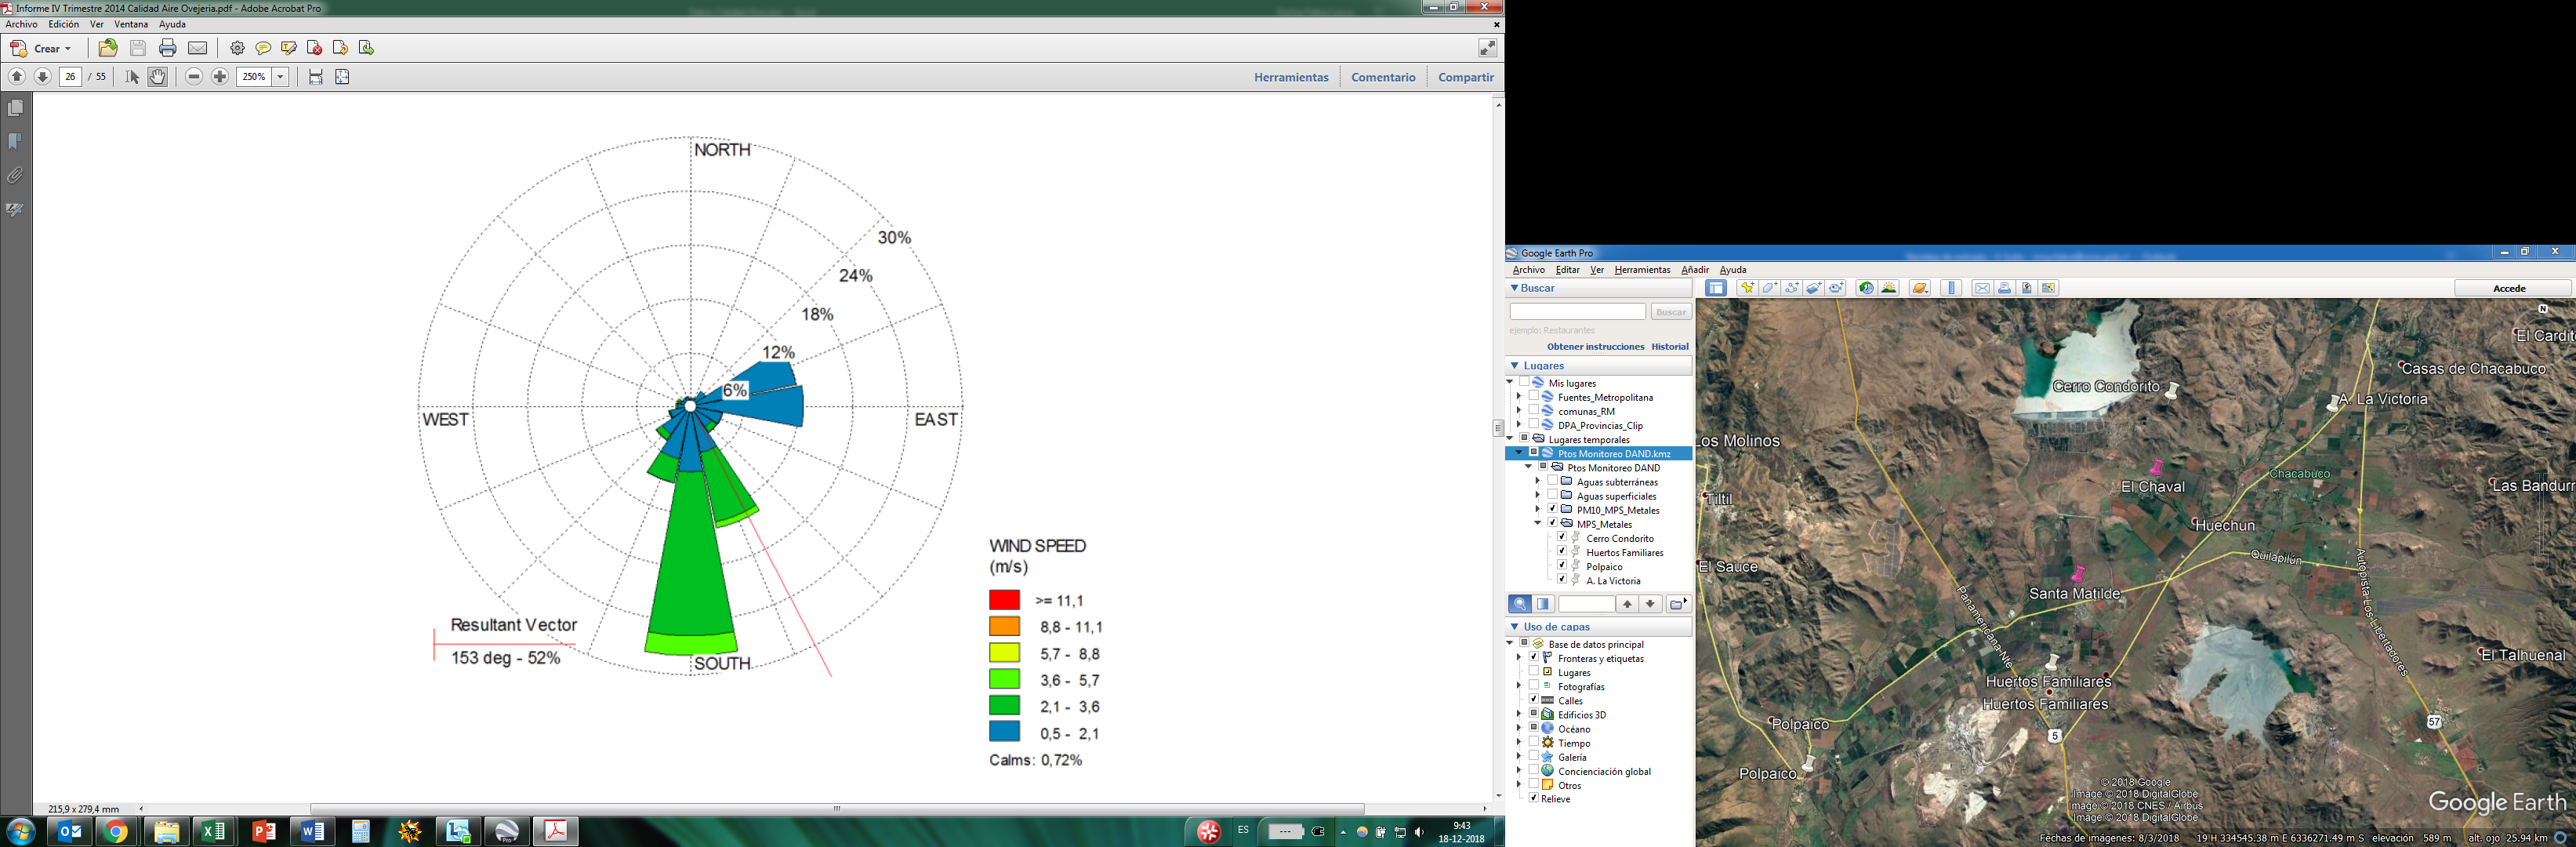 Informe IV Trimestre 2014 Calidad Aire Ovejeria.pdf - Adobe Acrobat Pro
Archivo Edición Ver Ventana Ayuda
Crear
26 / 55 250%
Herramientas Comentario Compartir
NORTH
30%
24%
18%
12%
6%
WEST EAST
SOUTH
WIND SPEED
(m/s)
>= 11,1
8,8 - 11,1
5,7 - 8,8
3,6 - 5,7
2,1 - 3,6
0,5 - 2,1
Calms: 0,72%
Resultant Vector
153 deg - 52%
215,9 x 279,4 mm
ES
9:43
18-12-2018
Google Earth Pro
Archivo Editar Ver Herramientas Añadir Ayuda
Buscar
Buscar
ejemplo: Restaurantes
Obtener instrucciones Historial
Lugares
Mis lugares
Fuentes_Metropolitana
comunas_RM
DPA_Provincias_Clip
Lugares temporales
Ptos Monitoreo DAND.kmz
Ptos Monitoreo DAND
Aguas subterráneas
Aguas superficiales
PM10_MPS_Metales
MPS_Metales
Cerro Condorito
Huertos Familiares
Polpaico
A. La Victoria
Uso de capas
Base de datos principal
Fronteras y etiquetas
Lugares
Fotografías
Calles
Edificios 3D
Océano
Tiempo
Galería
Concienciación global
Otros
Relieve
Accede
N
El Cardit
Casas de Chacabuco
Cerro Condorito
A. La Victoria
Los Molinos
Chacabuco
Tiltil
El Chaval
Las Bandurr
Huechun
Quilapilún
El Sauce
Autopista Los Libertadores
Panamericana Nte
Santa Matilde
El Talhuenal
Huertos Familiares
Huertos Familiares
Polpaico
57
5
Polpaico
© 2018 Google
Image © 2018 DigitalGlobe
Image © 2018 CNES / Airbus
Image © 2018 DigitalGlobe
Google Earth
Fechas de imágenes: 8/3/2018 19 H 334545.38 m E 6336271.49 m S elevación 589 m alt. ojo 25.94 km